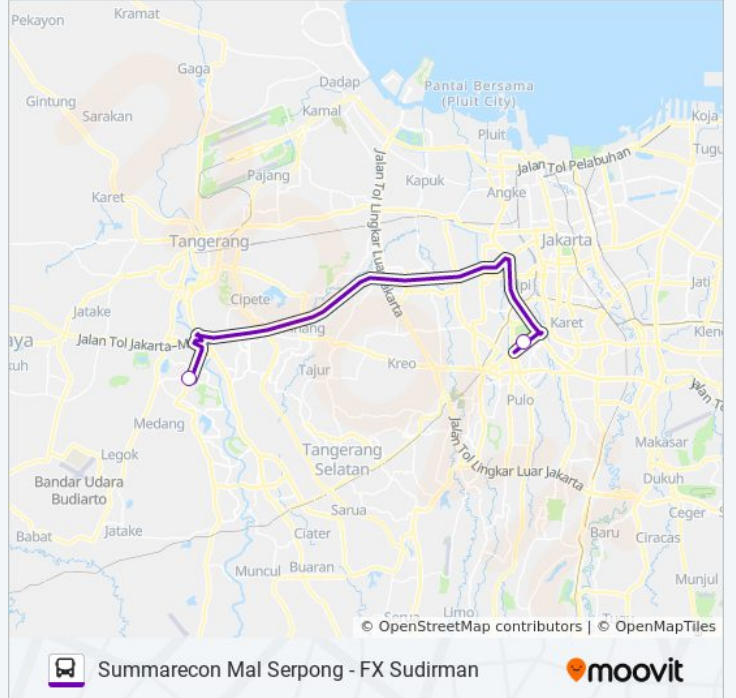 Pekayon
Kramat
Gaga
Dadap
Pantai Bersama
(Pluit City)
Gintung
Sarakan
Kamal
Koja
Pluit
Tugu
Jalan Tol Pelabuhan
Pajang
Kapuk
Angke
Karet
Jalan Tol Lingkar Luar Jakarta
Tangerang
Jakarta
Jati
Cipete
Jatake
Karet
Jalan Tol Jakarta-M
Kreo
Tajur
Pulo
Jalan To
Medang
Jalan Tol Lingkar Luar Jakarta
Makasar
Legok
Tangerang
Selatan
Dukuh
Bandar Udara
Budiarto
Sarua
Ceger
Babat
Jatake
Ciater
Baru
Ciracas
Muncul
Buaran
Munjul
Limo
© OpenStreetMap contributors | © OpenMapTiles
Summarecon Mal Serpong - FX Sudirman
moovit